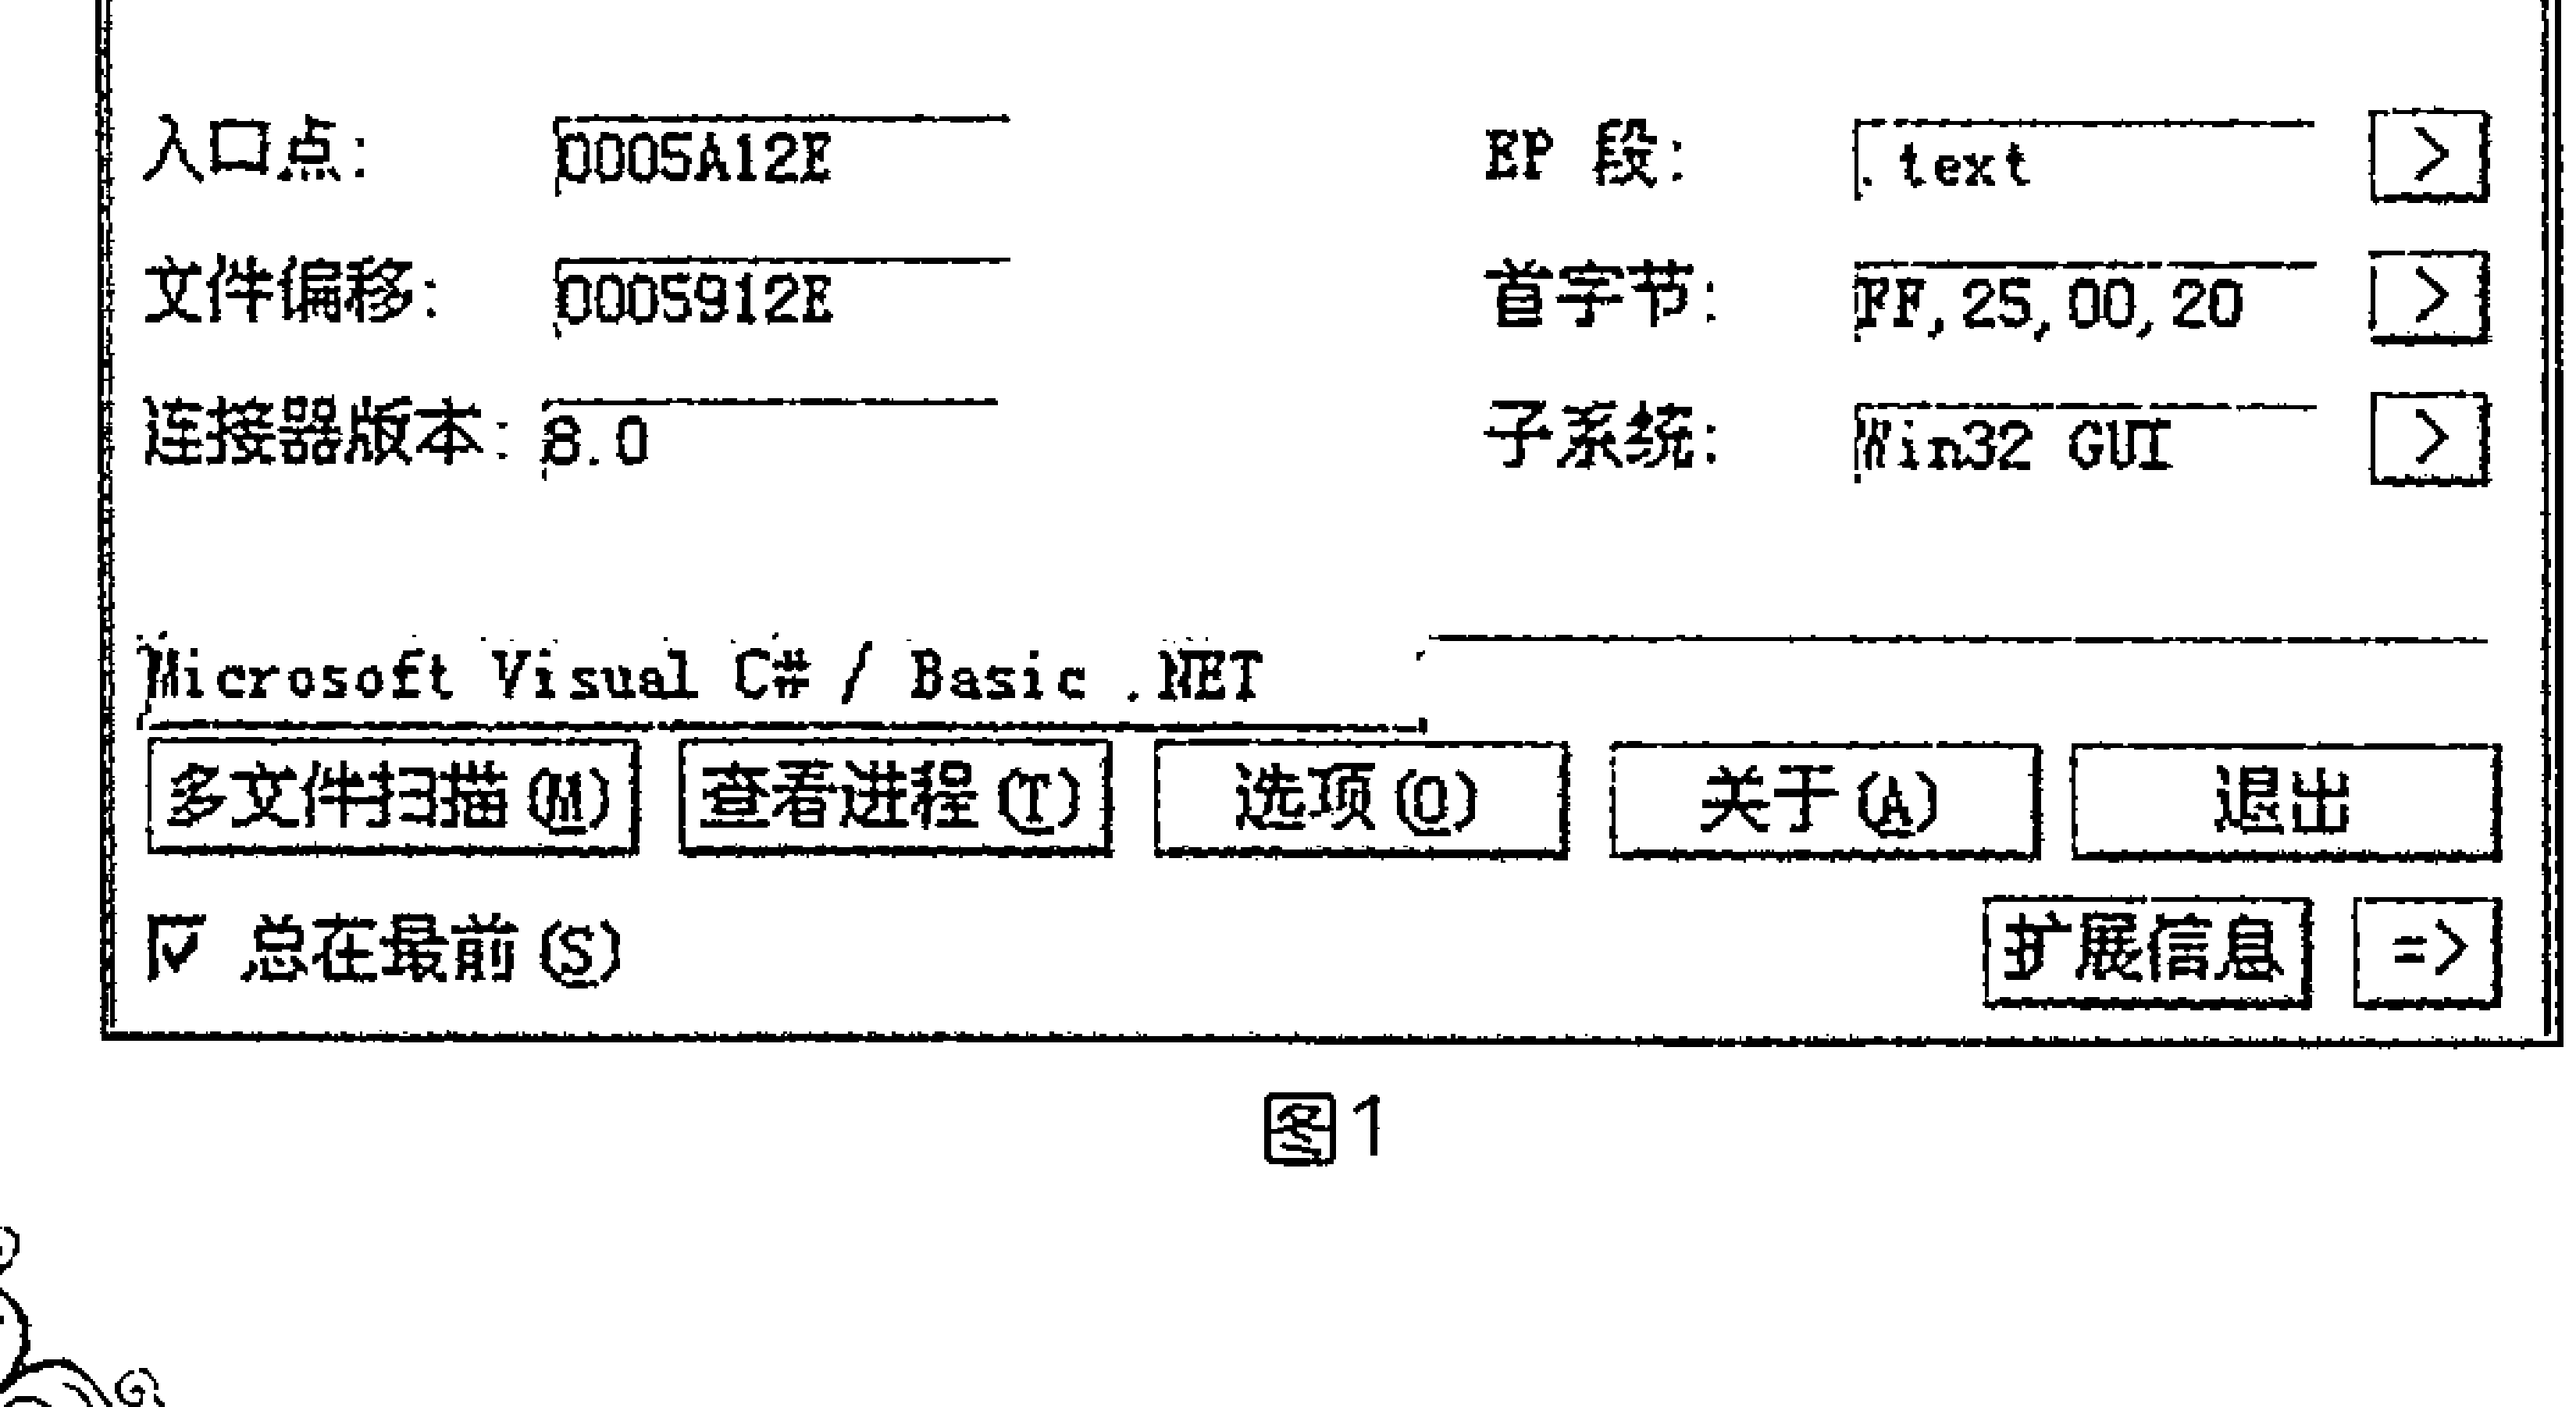 入口点: 0005A12E EP 段: .text >
文件偏移: 0005912E 首字节: FF,25,00,20 >
连接器版本: 8.0 子系统: Win32 GUI >
Microsoft Visual C# / Basic .NET
多文件扫描(M) 查看进程(T) 选项(O) 关于(A) 退出
总在最前(S) 扩展信息 =>
图1